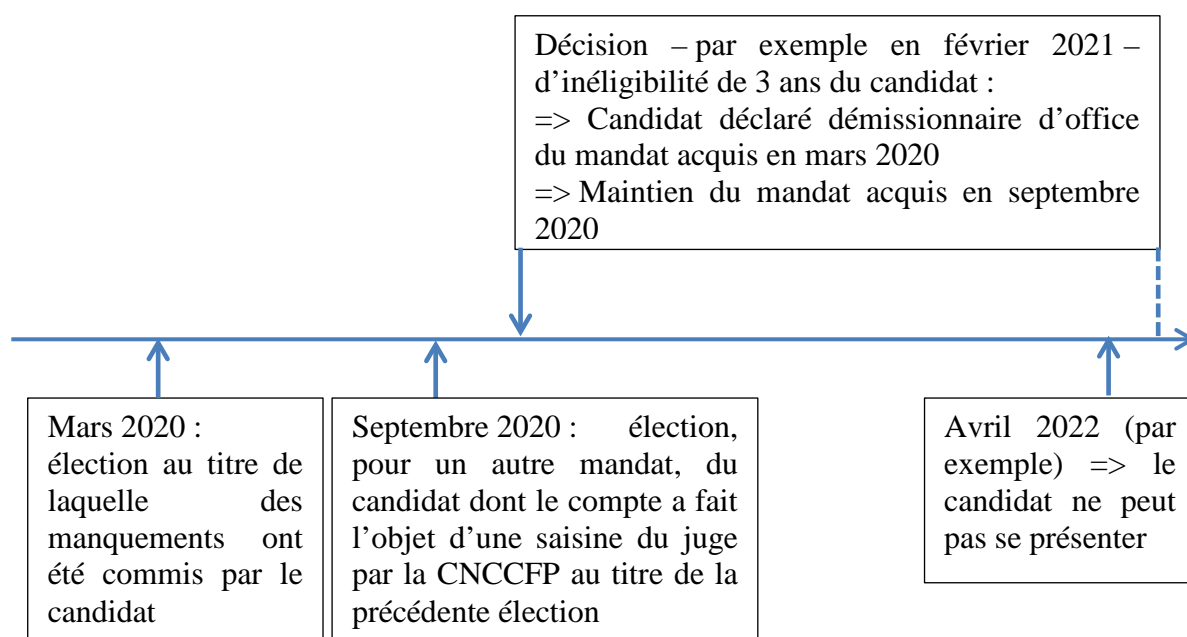 Décision – par exemple en février 2021 –
d’inéligibilité de 3 ans du candidat :
=> Candidat déclaré démissionnaire d’office
du mandat acquis en mars 2020
=> Maintien du mandat acquis en septembre
2020
Mars 2020 :
élection au titre de
laquelle des
manquements ont
été commis par le
candidat
Septembre 2020 : élection,
pour un autre mandat, du
candidat dont le compte a fait
l’objet d’une saisine du juge
par la CNCCFP au titre de la
précédente élection
Avril 2022 (par
exemple) => le
candidat ne peut
pas se présenter